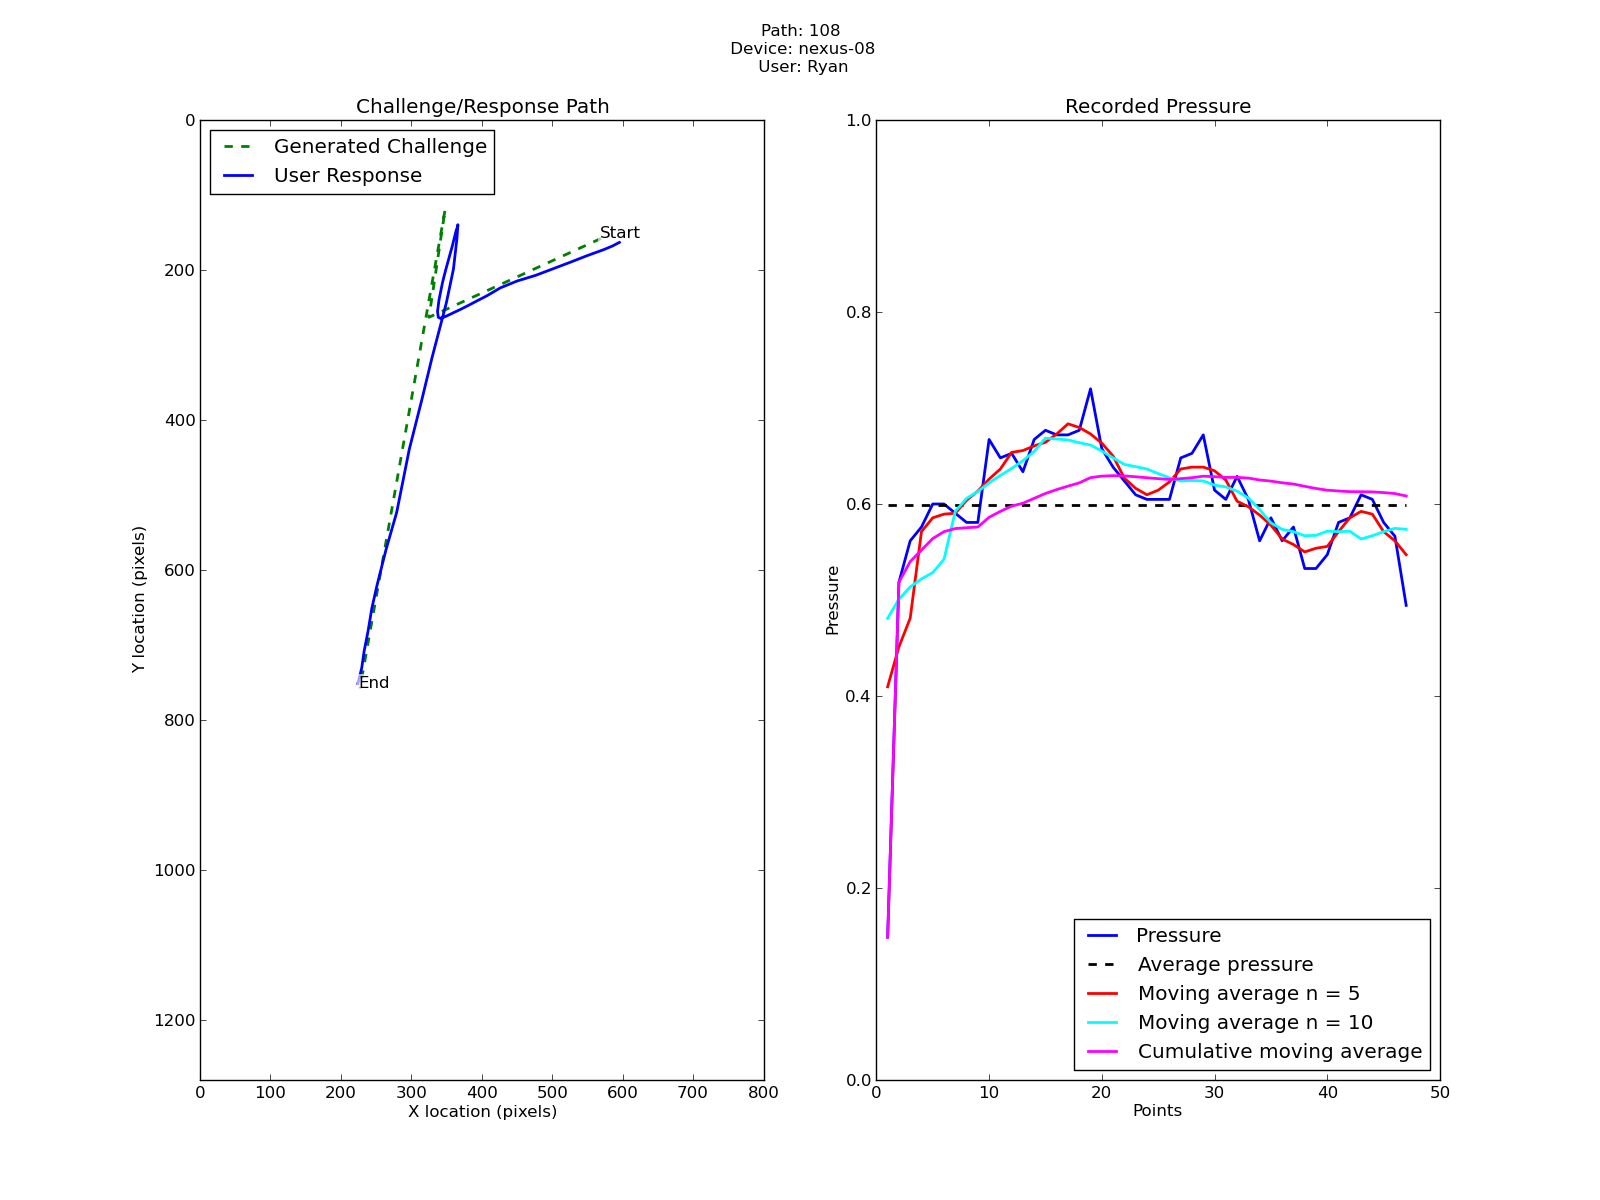 Path: 108
Device: nexus-08
User: Ryan
Challenge/Response Path
Generated Challenge
User Response
Start
End
0
200
400
600
800
1000
1200
Y location (pixels)
0 100 200 300 400 500 600 700 800
X location (pixels)
Recorded Pressure
1.0
0.8
0.6
0.4
0.2
0.0
Pressure
Pressure
Average pressure
Moving average n = 5
Moving average n = 10
Cumulative moving average
0 10 20 30 40 50
Points